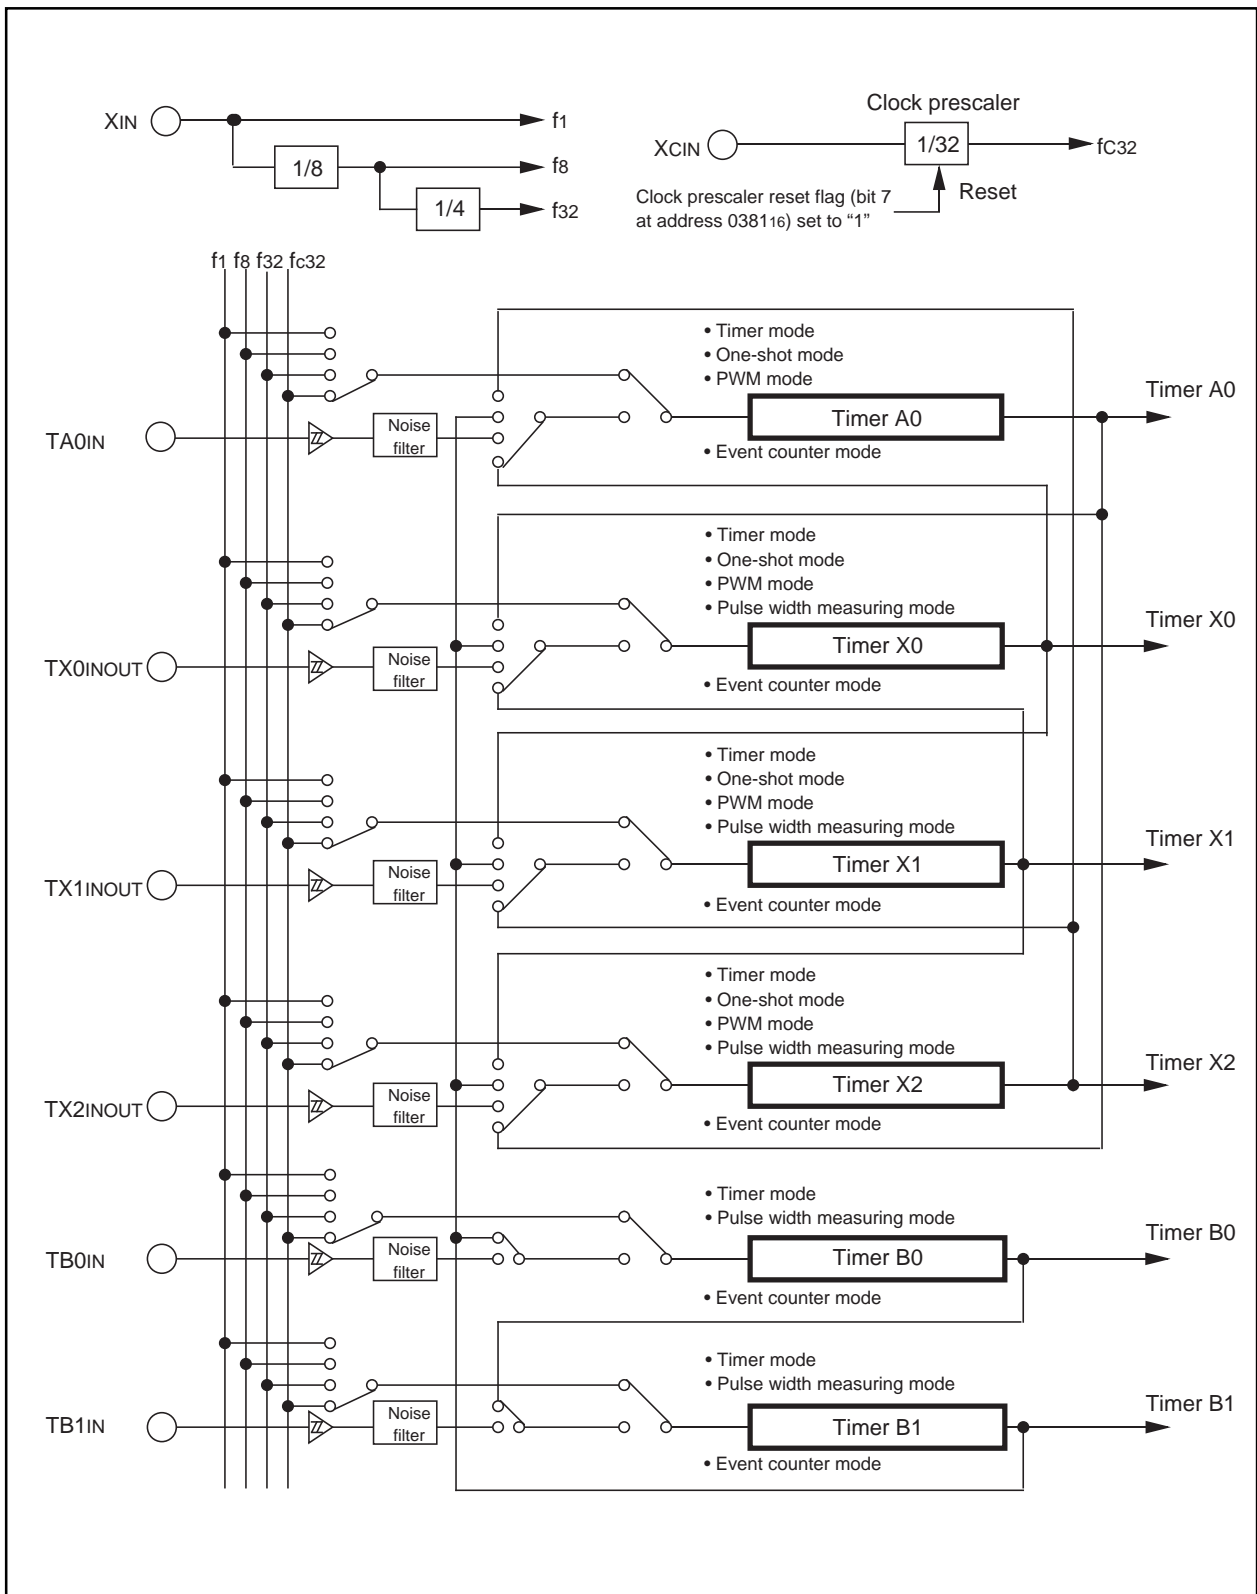 XIN
f1
1/8
f8
1/4
f32
Clock prescaler
XCIN
1/32
fC32
Clock prescaler reset flag (bit 7
at address 038116) set to “1”
Reset
f1 f8 f32 fc32
• Timer mode
• One-shot mode
• PWM mode
Timer A0
Timer A0
TA0IN
Noise
filter
• Event counter mode
• Timer mode
• One-shot mode
• PWM mode
• Pulse width measuring mode
Timer X0
Timer X0
TX0INOUT
Noise
filter
• Event counter mode
• Timer mode
• One-shot mode
• PWM mode
• Pulse width measuring mode
Timer X1
Timer X1
TX1INOUT
Noise
filter
• Event counter mode
• Timer mode
• One-shot mode
• PWM mode
• Pulse width measuring mode
Timer X2
Timer X2
TX2INOUT
Noise
filter
• Event counter mode
• Timer mode
• Pulse width measuring mode
Timer B0
Timer B0
TB0IN
Noise
filter
• Event counter mode
• Timer mode
• Pulse width measuring mode
Timer B1
Timer B1
TB1IN
Noise
filter
• Event counter mode